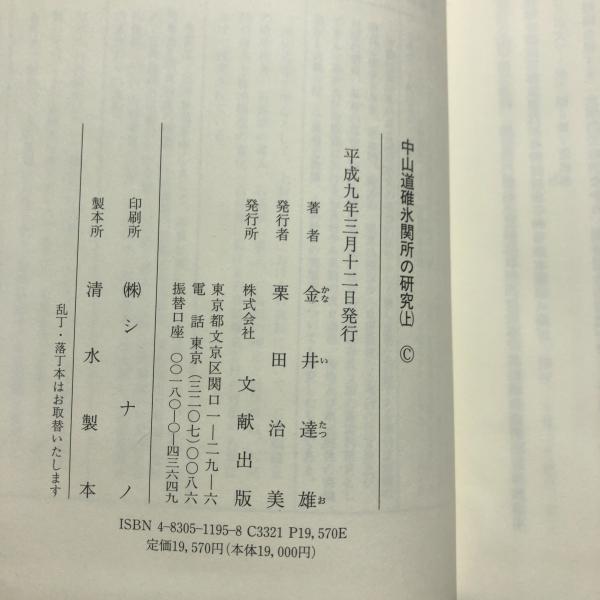 中山道碓氷関所の研究(上) ©
平成九年三月十二日発行
著者 金井達雄
かな い たつ お
発行者 栗田治美
発行所 株式会社 文献出版
東京都文京区関口一―二九―六
電話 東京(三二〇七)〇〇八六
振替口座 〇〇一八〇―〇―四三六四九
印刷所 ㈱シナノ
製本所 清水製本
乱丁・落丁本はお取替いたします
ISBN 4-8305-1195-8 C3321 P19,570E
定価19,570円(本体19,000円)